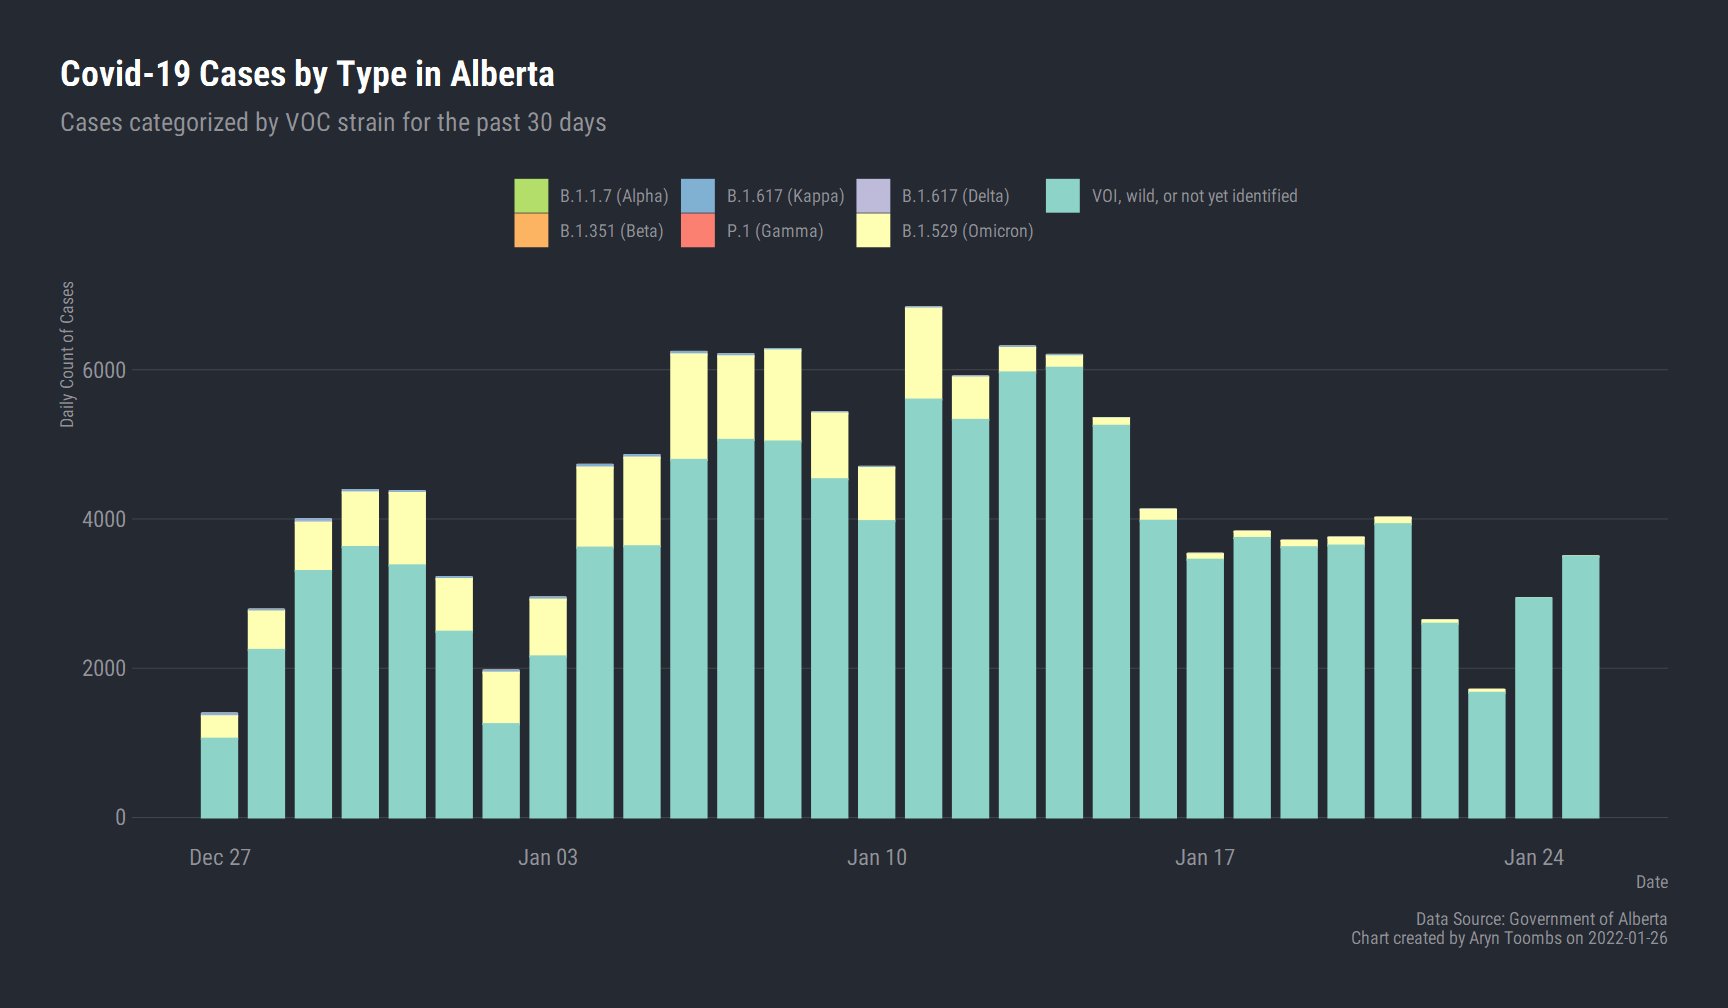 Covid-19 Cases by Type in Alberta
Cases categorized by VOC strain for the past 30 days
B.1.1.7 (Alpha) B.1.617 (Kappa) B.1.617 (Delta) VOI, wild, or not yet identified
B.1.351 (Beta) P.1 (Gamma) B.1.529 (Omicron)
Daily Count of Cases
6000
4000
2000
0
Dec 27 Jan 03 Jan 10 Jan 17 Jan 24
Date
Data Source: Government of Alberta
Chart created by Aryn Toombs on 2022-01-26